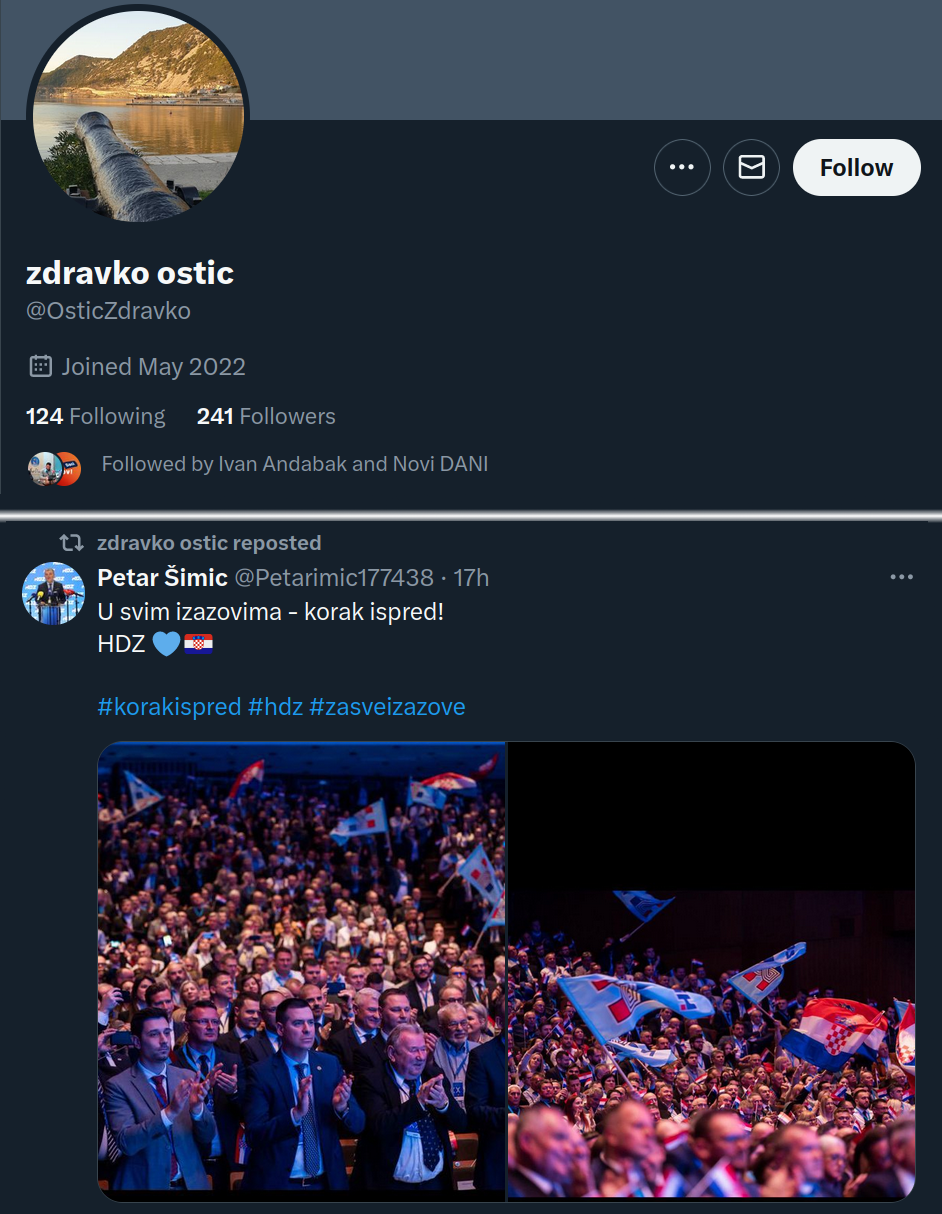 Follow
zdravko ostic
@OsticZdravko
Joined May 2022
124 Following 241 Followers
Followed by Ivan Andabak and Novi DANI
zdravko ostic reposted
Petar Šimic @Petarimic177438 · 17h
U svim izazovima - korak ispred!
HDZ 💙🇭🇷
#korakispred #hdz #zasveizazove